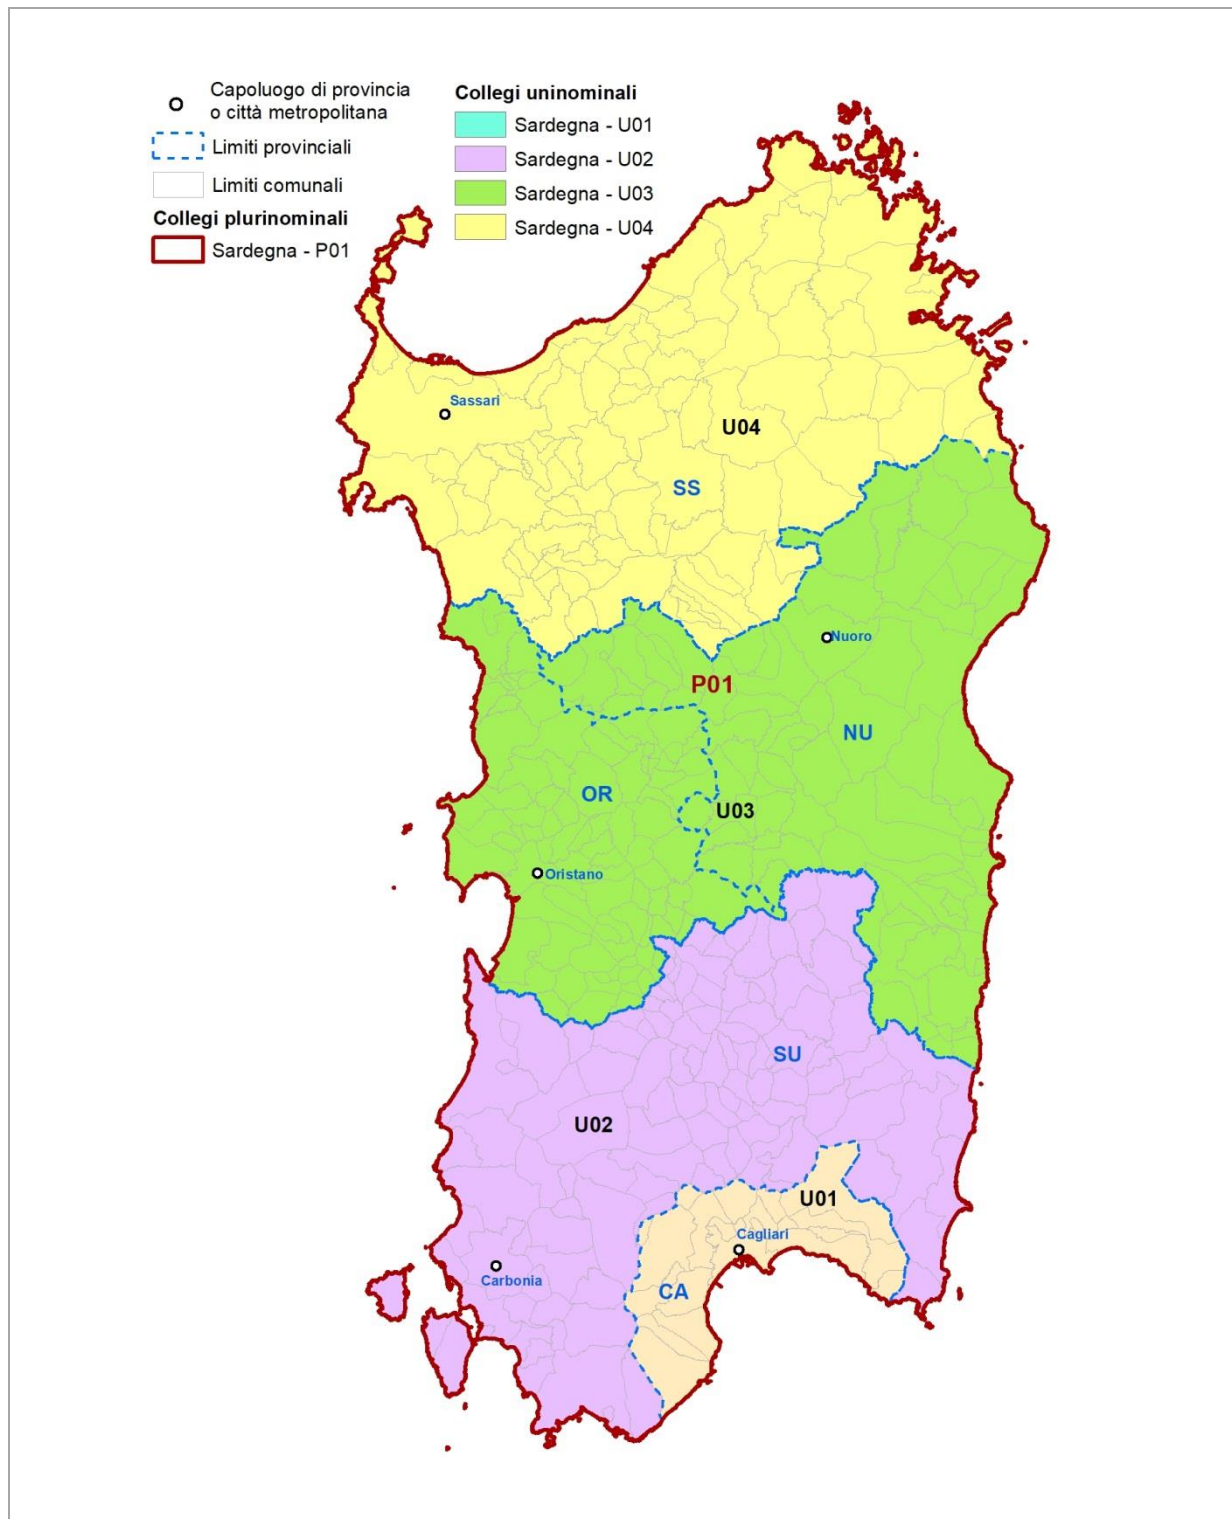 Capoluogo di provincia
o città metropolitana
Limiti provinciali
Limiti comunali
Collegi plurinominali
Sardegna - P01
Collegi uninominali
Sardegna - U01
Sardegna - U02
Sardegna - U03
Sardegna - U04
Sassari
U04
SS
Nuoro
P01
NU
OR
U03
Oristano
SU
U02
U01
Cagliari
Carbonia
CA